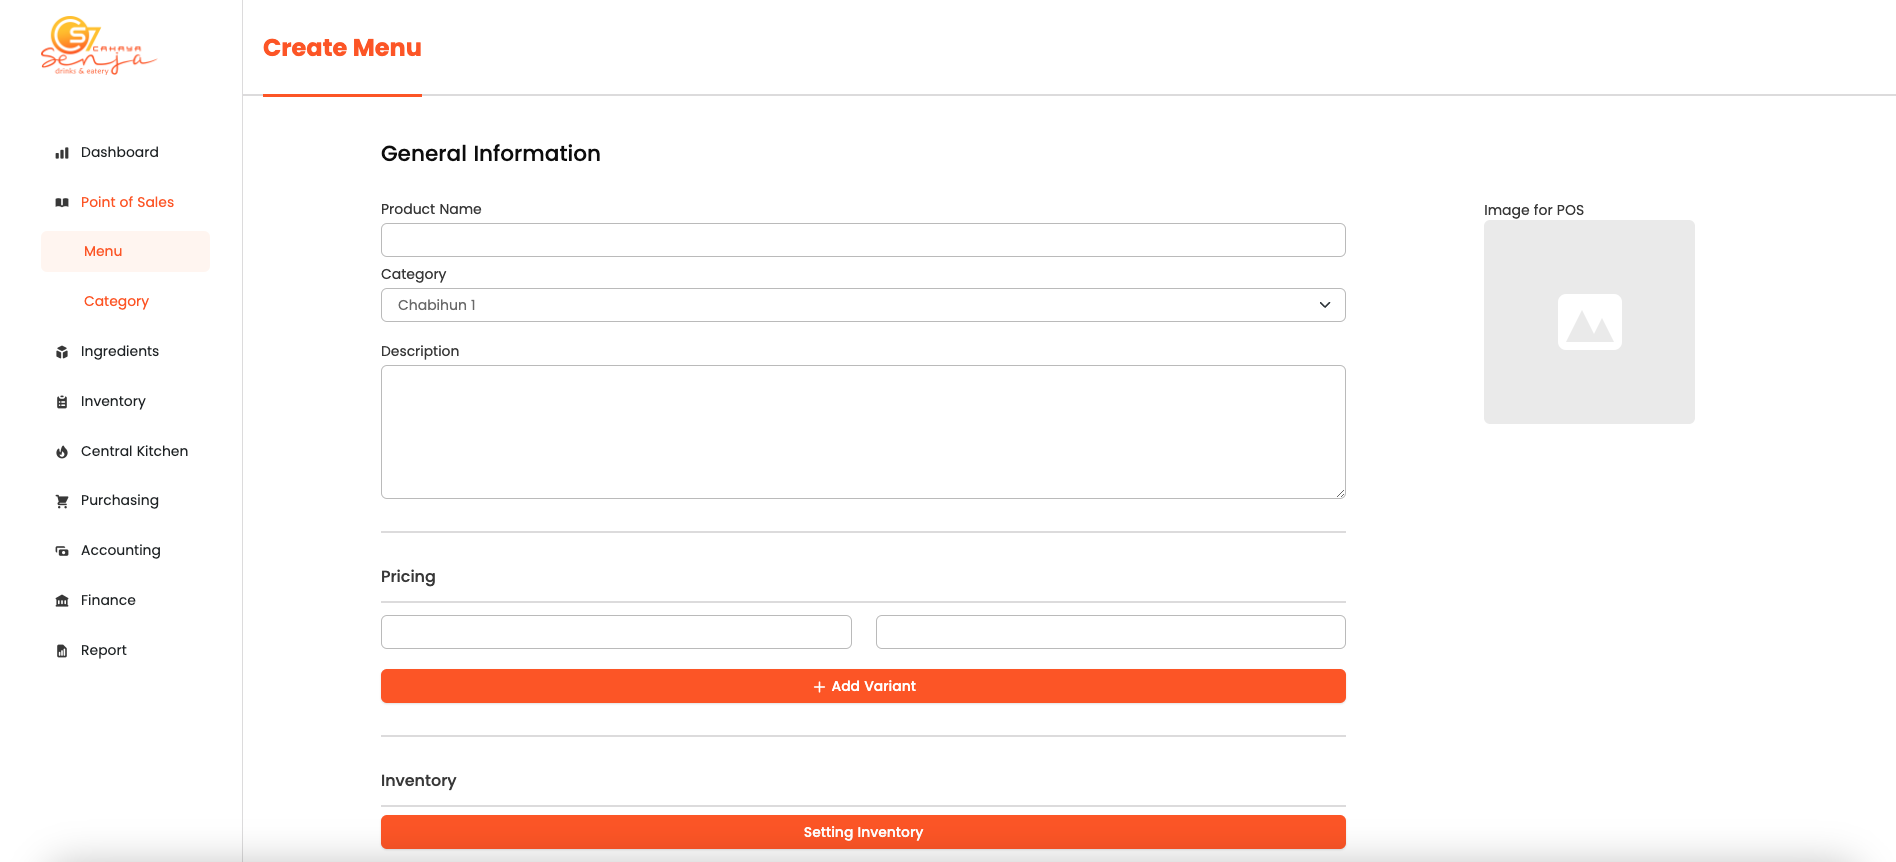 S7
CAHAYA
Senja
drinks & eatery
Create Menu
Dashboard
Point of Sales
Menu
Category
Ingredients
Inventory
Central Kitchen
Purchasing
Accounting
Finance
Report
General Information
Product Name
Category
Chabihun 1
Description
Image for POS
Pricing
+ Add Variant
Inventory
Setting Inventory